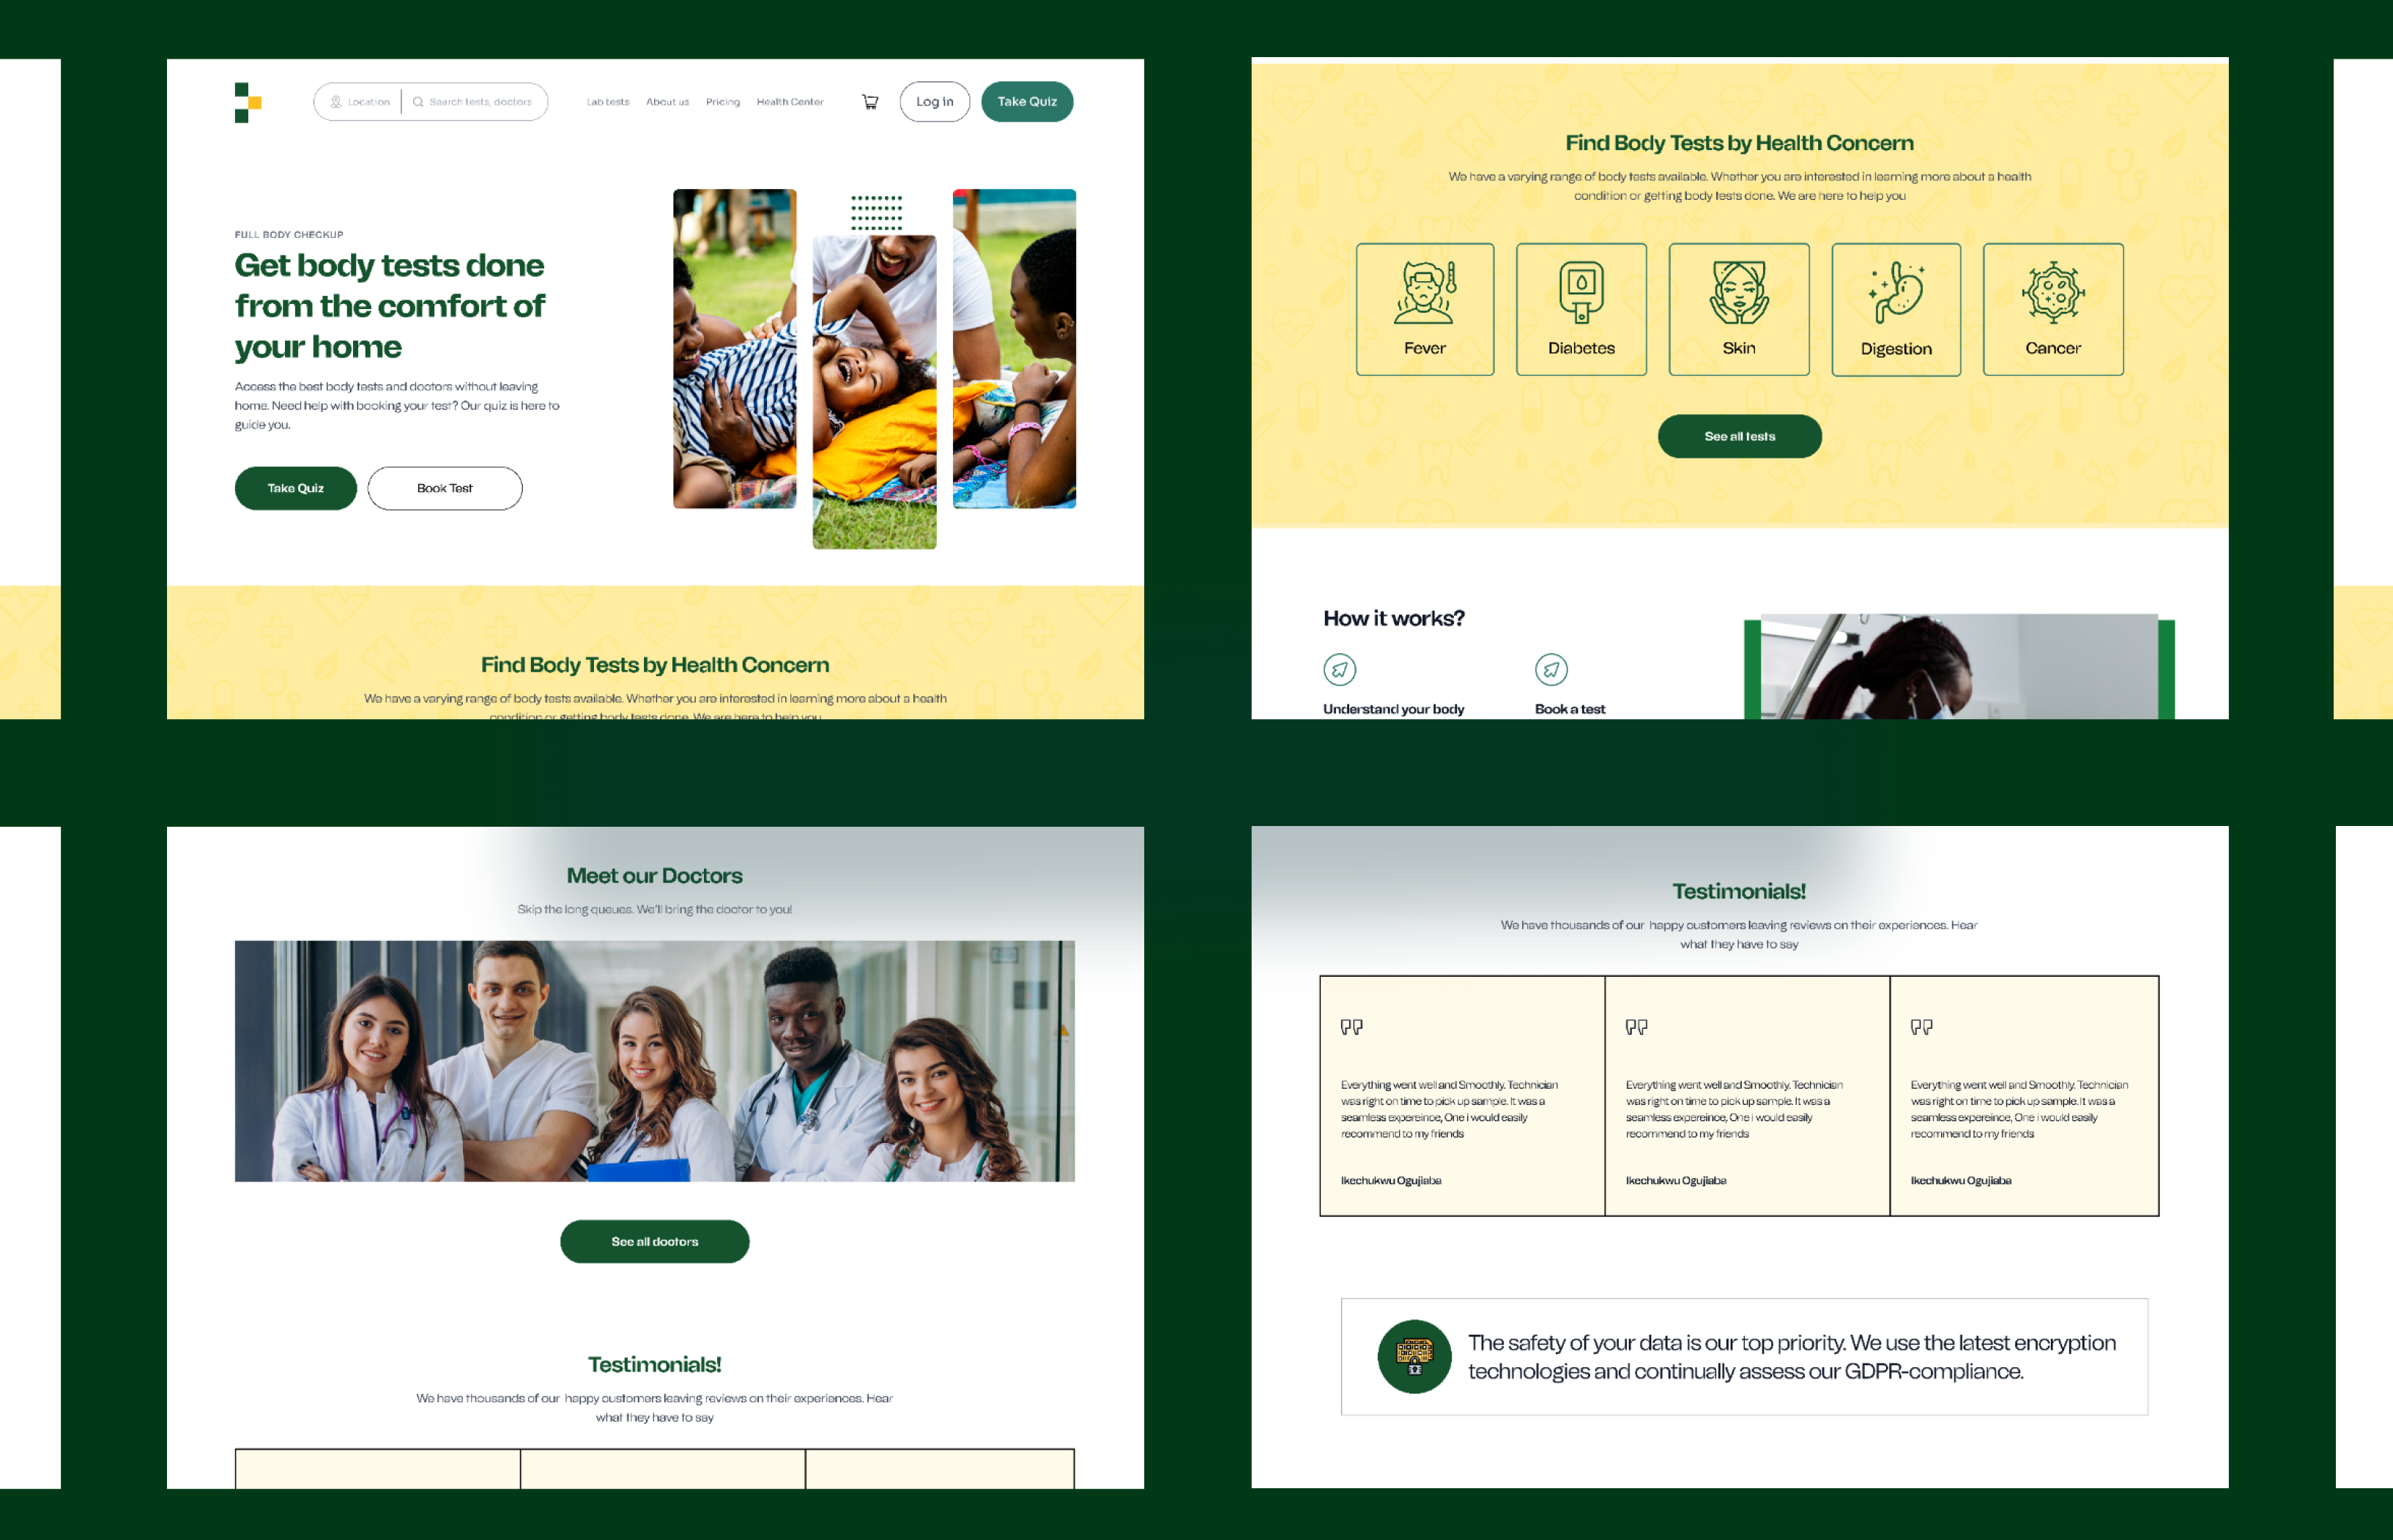 Location
Search tests, doctors
Lab tests
About us
Pricing
Health Center
Log in
Take Quiz
FULL BODY CHECKUP
Get body tests done
from the comfort of
your home
Access the best body tests and doctors without leaving
home. Need help with booking your test? Our quiz is here to
guide you.
Take Quiz
Book Test
Find Body Tests by Health Concern
We have a varying range of body tests available. Whether you are interested in learning more about a health
condition or getting body tests done. We are here to help you
Find Body Tests by Health Concern
We have a varying range of body tests available. Whether you are interested in learning more about a health
condition or getting body tests done. We are here to help you
Fever
Diabetes
Skin
Digestion
Cancer
See all tests
How it works?
Understand your body
Book a test
Meet our Doctors
Skip the long queues. We'll bring the doctor to you!
See all doctors
Testimonials!
We have thousands of our happy customers leaving reviews on their experiences. Hear
what they have to say
Testimonials!
We have thousands of our happy customers leaving reviews on their experiences. Hear
what they have to say
Everything went well and Smoothly. Technician
was right on time to pick up sample. It was a
seamless expereince, One i would easily
recommend to my friends
Ikechukwu Ogujiaba
Everything went well and Smoothly. Technician
was right on time to pick up sample. It was a
seamless expereince, One i would easily
recommend to my friends
Ikechukwu Ogujiaba
Everything went well and Smoothly. Technician
was right on time to pick up sample. It was a
seamless expereince, One i would easily
recommend to my friends
Ikechukwu Ogujiaba
The safety of your data is our top priority. We use the latest encryption
technologies and continually assess our GDPR-compliance.